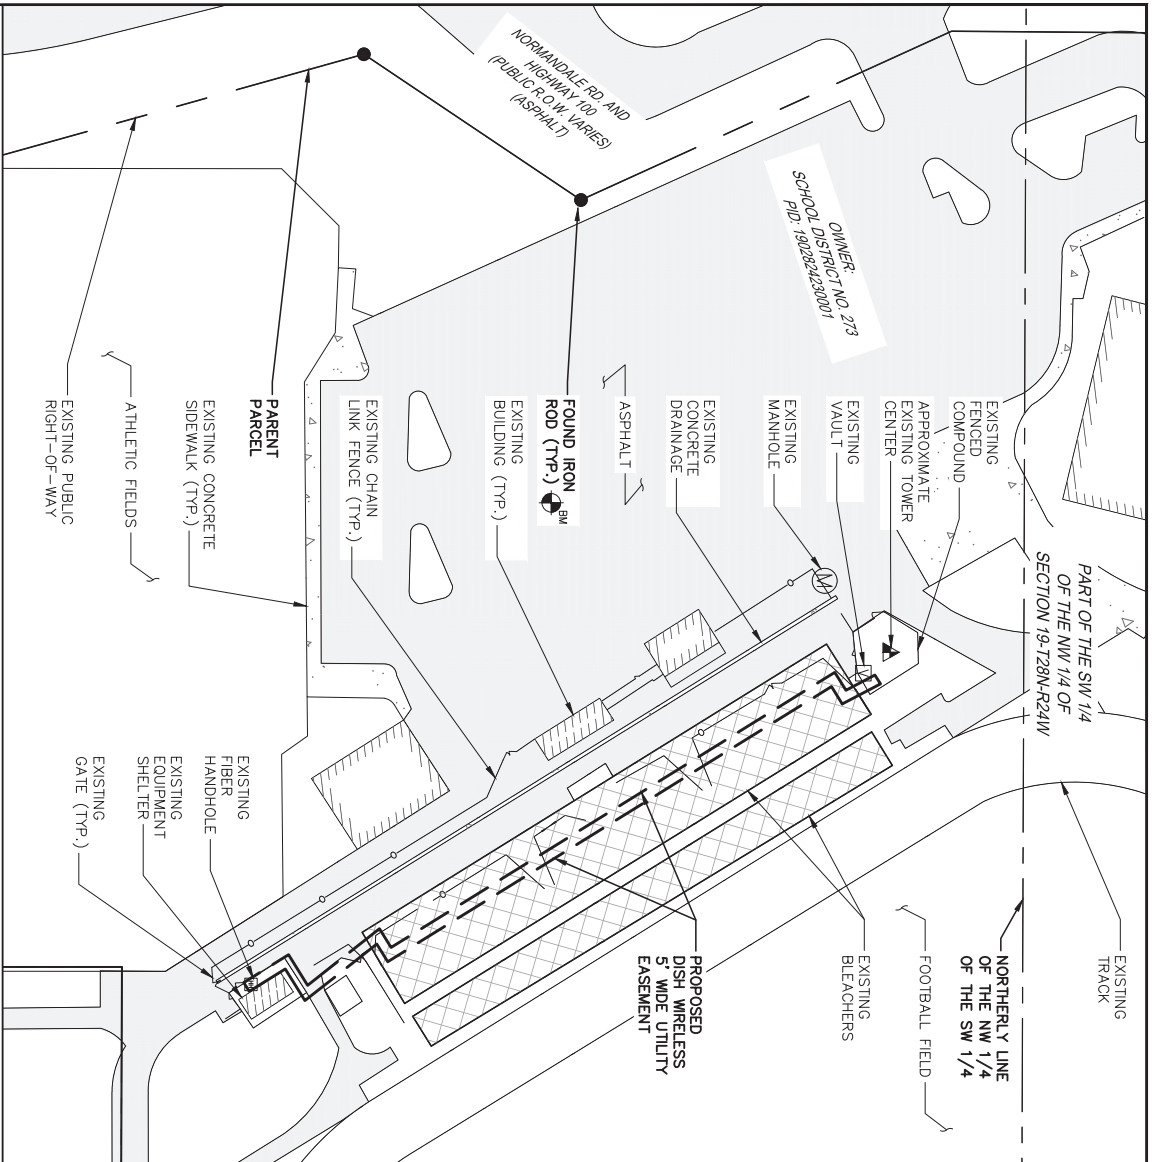 NORMANDALE RD. AND
HIGHWAY 100
(PUBLIC R.O.W. VARIES)
(ASPHALT)
OWNER:
SCHOOL DISTRICT NO. 273
PID: 1902824230001
PART OF THE SW 1/4
OF THE NW 1/4 OF
SECTION 19-T28N-R24W
EXISTING
FENCED
COMPOUND
APPROXIMATE
EXISTING TOWER
CENTER
EXISTING
VAULT
EXISTING
MANHOLE
EXISTING
CONCRETE
DRAINAGE
ASPHALT
FOUND IRON
ROD (TYP.)
BM
EXISTING
BUILDING (TYP.)
EXISTING CHAIN
LINK FENCE (TYP.)
PARENT
PARCEL
EXISTING CONCRETE
SIDEWALK (TYP.)
ATHLETIC FIELDS
EXISTING PUBLIC
RIGHT-OF-WAY
M
EXISTING
TRACK
NORTHERLY LINE
OF THE NW 1/4
OF THE SW 1/4
FOOTBALL FIELD
EXISTING
BLEACHERS
PROPOSED
DISH WIRELESS
5' WIDE UTILITY
EASEMENT
EXISTING
FIBER
HANDHOLE
EXISTING
EQUIPMENT
SHELTER
EXISTING
GATE (TYP.)